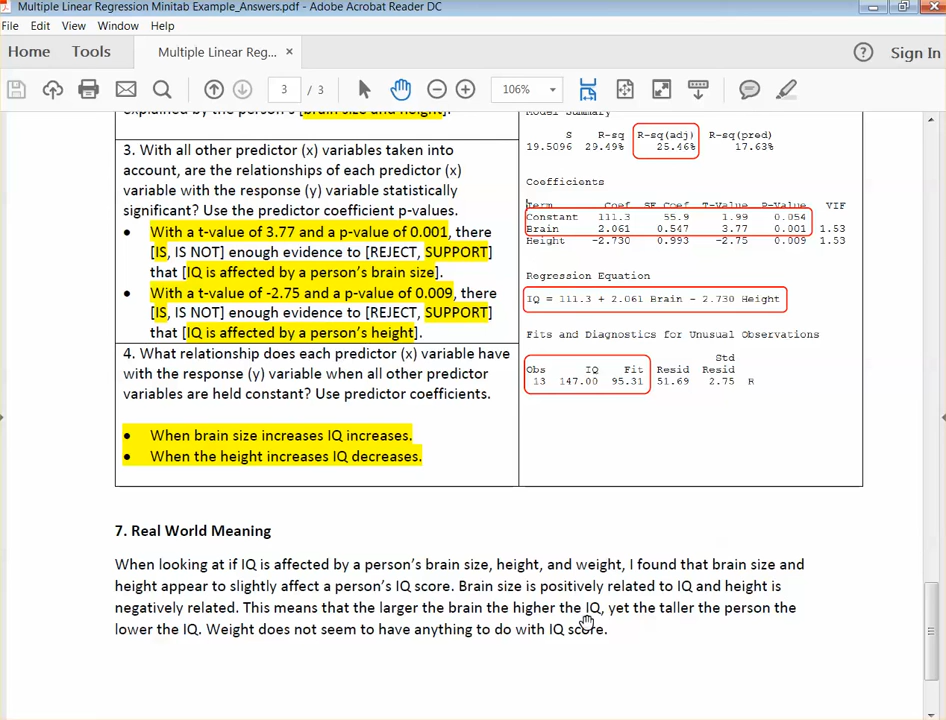 Multiple Linear Regression Minitab Example_Answers.pdf - Adobe Acrobat Reader DC
File Edit View Window Help
Home Tools Multiple Linear Reg... × Sign In
3 / 3 106%
explained by the person's [brain size and height].
3. With all other predictor (x) variables taken into
account, are the relationships of each predictor (x)
variable with the response (y) variable statistically
significant? Use the predictor coefficient p-values.
• With a t-value of 3.77 and a p-value of 0.001, there
[IS, IS NOT] enough evidence to [REJECT, SUPPORT]
that [IQ is affected by a person's brain size].
• With a t-value of -2.75 and a p-value of 0.009, there
[IS, IS NOT] enough evidence to [REJECT, SUPPORT]
that [IQ is affected by a person's height].
4. What relationship does each predictor (x) variable have
with the response (y) variable when all other predictor
variables are held constant? Use predictor coefficients.
• When brain size increases IQ increases.
• When the height increases IQ decreases.
Model Summary
S R-sq R-sq(adj) R-sq(pred)
19.5096 29.49% 25.46% 17.63%
Coefficients
Term Coef SE Coef T-Value P-Value VIF
Constant 111.3 55.9 1.99 0.054
Brain 2.061 0.547 3.77 0.001 1.53
Height -2.730 0.993 -2.75 0.009 1.53
Regression Equation
IQ = 111.3 + 2.061 Brain - 2.730 Height
Fits and Diagnostics for Unusual Observations
Std
Obs IQ Fit Resid Resid
13 147.00 95.31 51.69 2.75 R
7. Real World Meaning
When looking at if IQ is affected by a person's brain size, height, and weight, I found that brain size and
height appear to slightly affect a person's IQ score. Brain size is positively related to IQ and height is
negatively related. This means that the larger the brain the higher the IQ, yet the taller the person the
lower the IQ. Weight does not seem to have anything to do with IQ score.